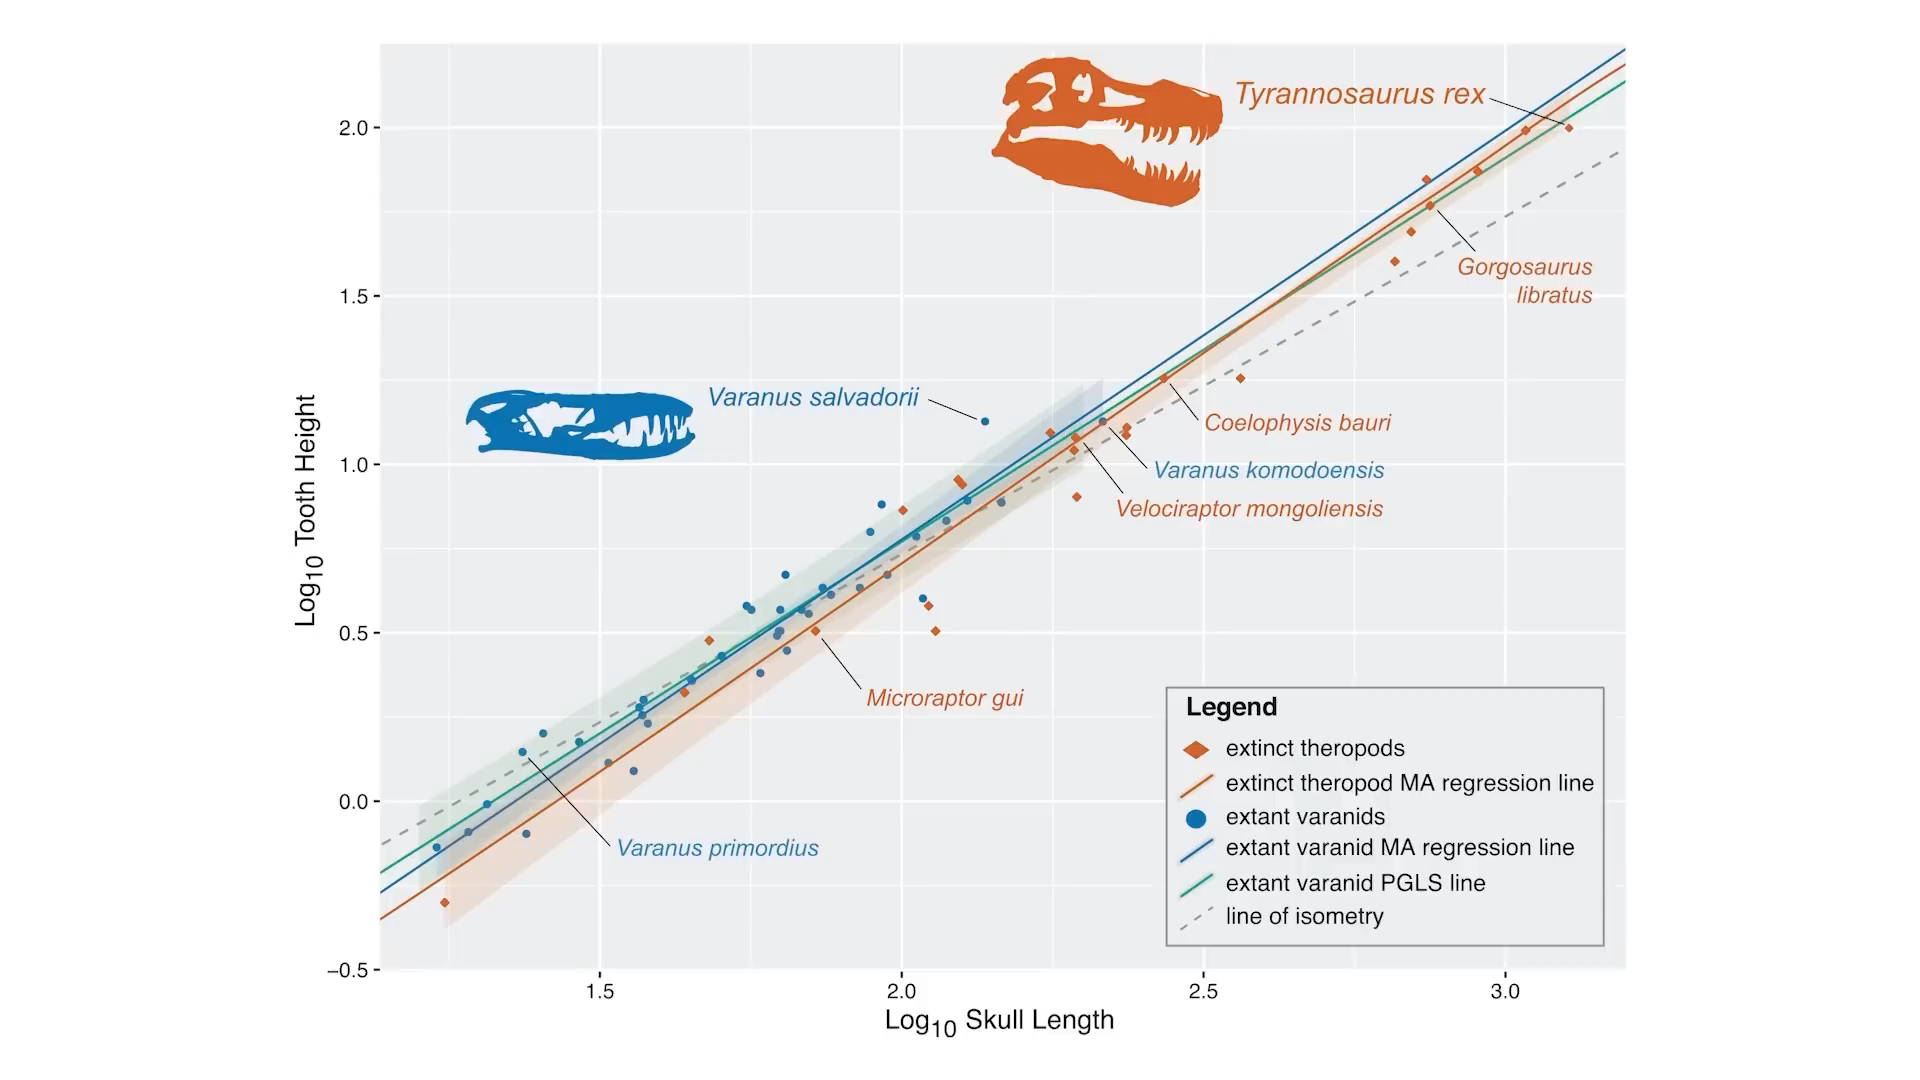 Tyrannosaurus rex
2.0
Gorgosaurus
libratus
1.5
Varanus salvadorii
Coelophysis bauri
1.0
Varanus komodoensis
Velociraptor mongoliensis
Log10 Tooth Height
0.5
Microraptor gui
Legend
extinct theropods
extinct theropod MA regression line
extant varanids
extant varanid MA regression line
extant varanid PGLS line
line of isometry
0.0
Varanus primordius
−0.5
1.5 2.0 2.5 3.0
Log10 Skull Length